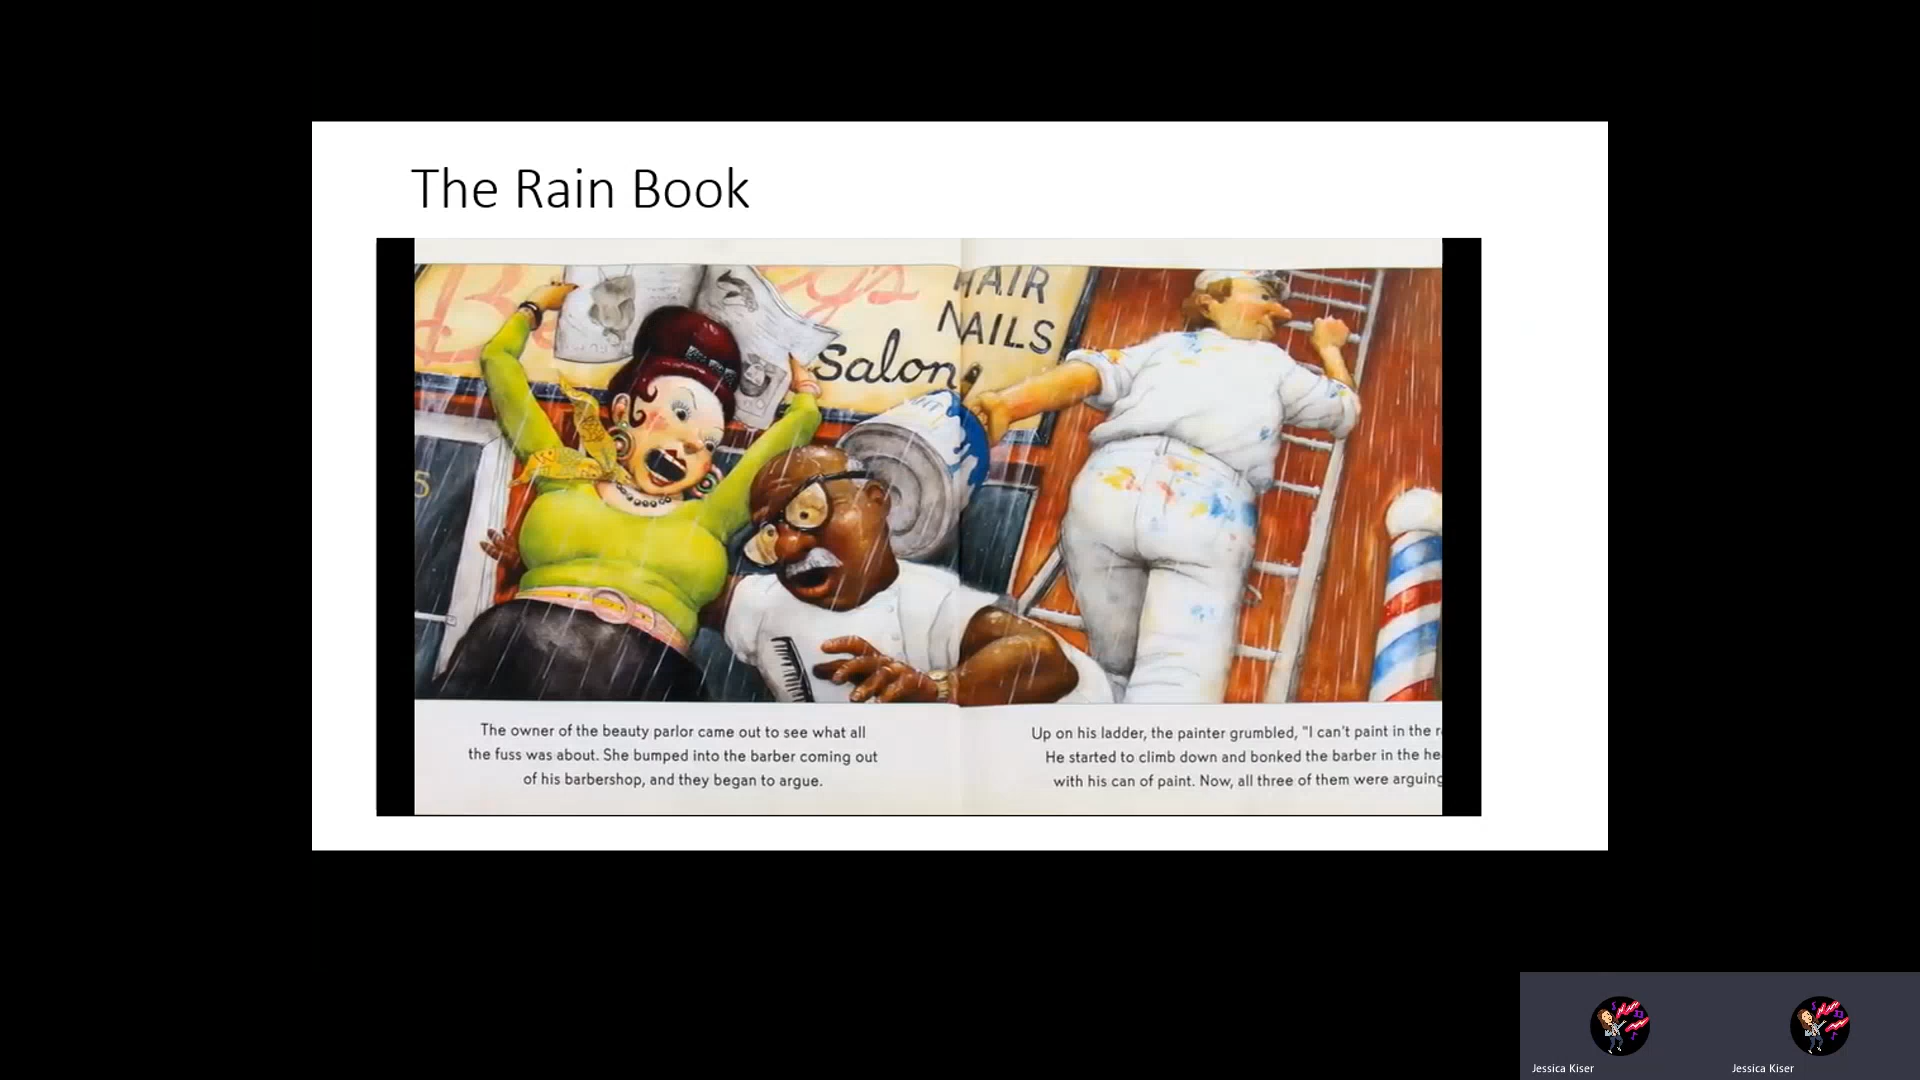 The Rain Book
HAIR
NAILS
Salon
5
The owner of the beauty parlor came out to see what all
the fuss was about. She bumped into the barber coming out
of his barbershop, and they began to argue.
Up on his ladder, the painter grumbled, "I can't paint in the
He started to climb down and bonked the barber in the
with his can of paint. Now, all three of them were arguing
Jessica Kiser
Jessica Kiser